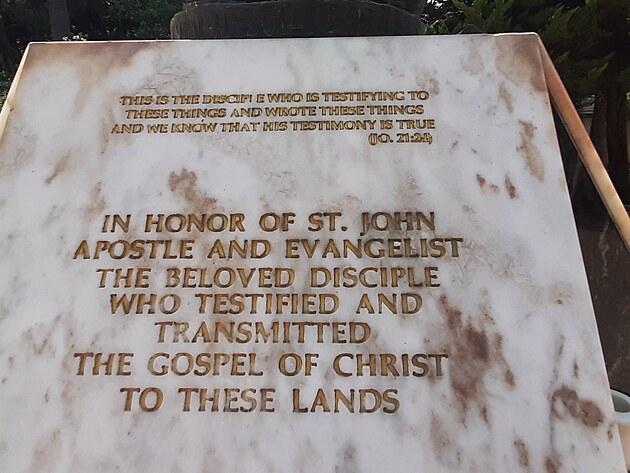 THIS IS THE DISCIPLE WHO IS TESTIFYING TO
THESE THINGS AND WROTE THESE THINGS
AND WE KNOW THAT HIS TESTIMONY IS TRUE
(JO. 21:24)
IN HONOR OF ST. JOHN
APOSTLE AND EVANGELIST
THE BELOVED DISCIPLE
WHO TESTIFIED AND
TRANSMITTED
THE GOSPEL OF CHRIST
TO THESE LANDS